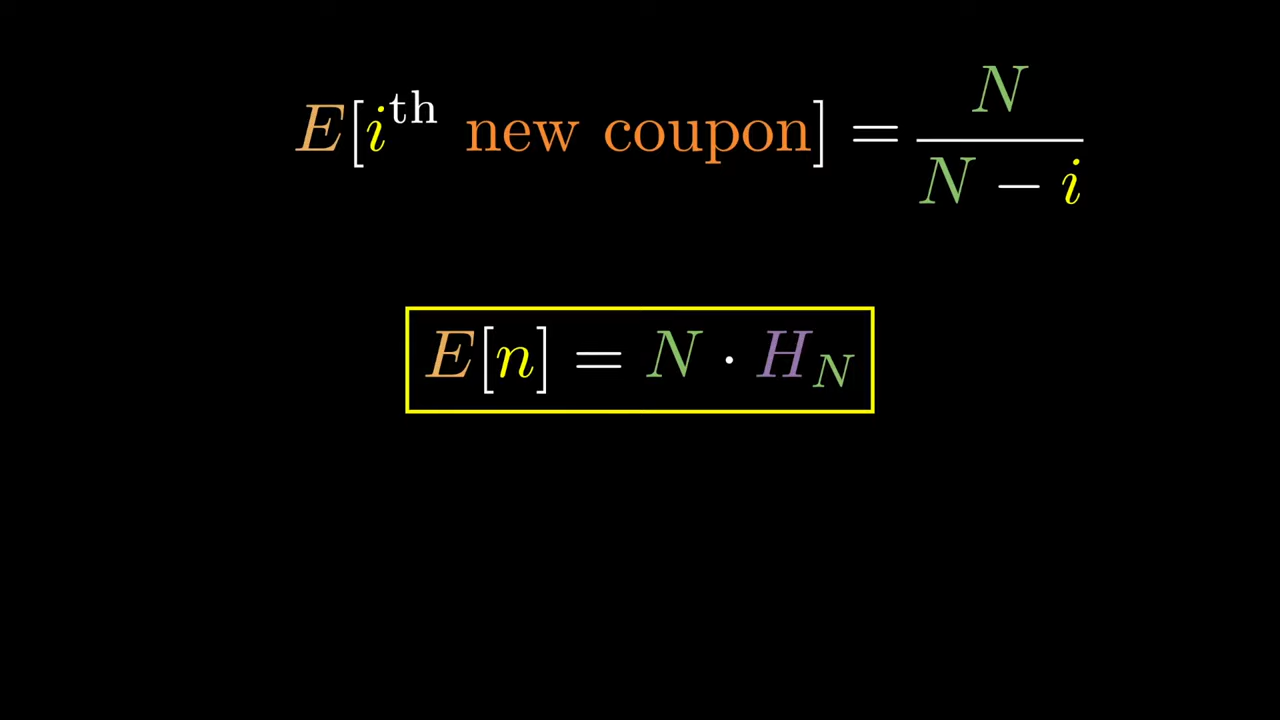 E[i^th new coupon] = N / (N − i)
E[n] = N · H_N